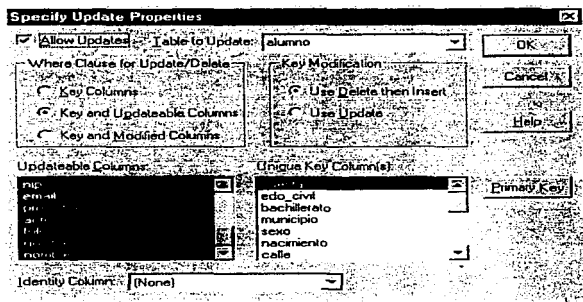 Specify Update Properties
Allow Updates Table to Update: alumno
OK
Where Clause for Update/Delete
Key Modification
Key Columns
Key and Updateable Columns
Key and Modified Columns
Use Delete then Insert
Use Update
Cancel
Help
Updateable Columns:
Unique Key Column(s):
nip
email
edo_civil
bachillerato
municipio
sexo
nacimiento
calle
Primary Key
Identity Column: (None)